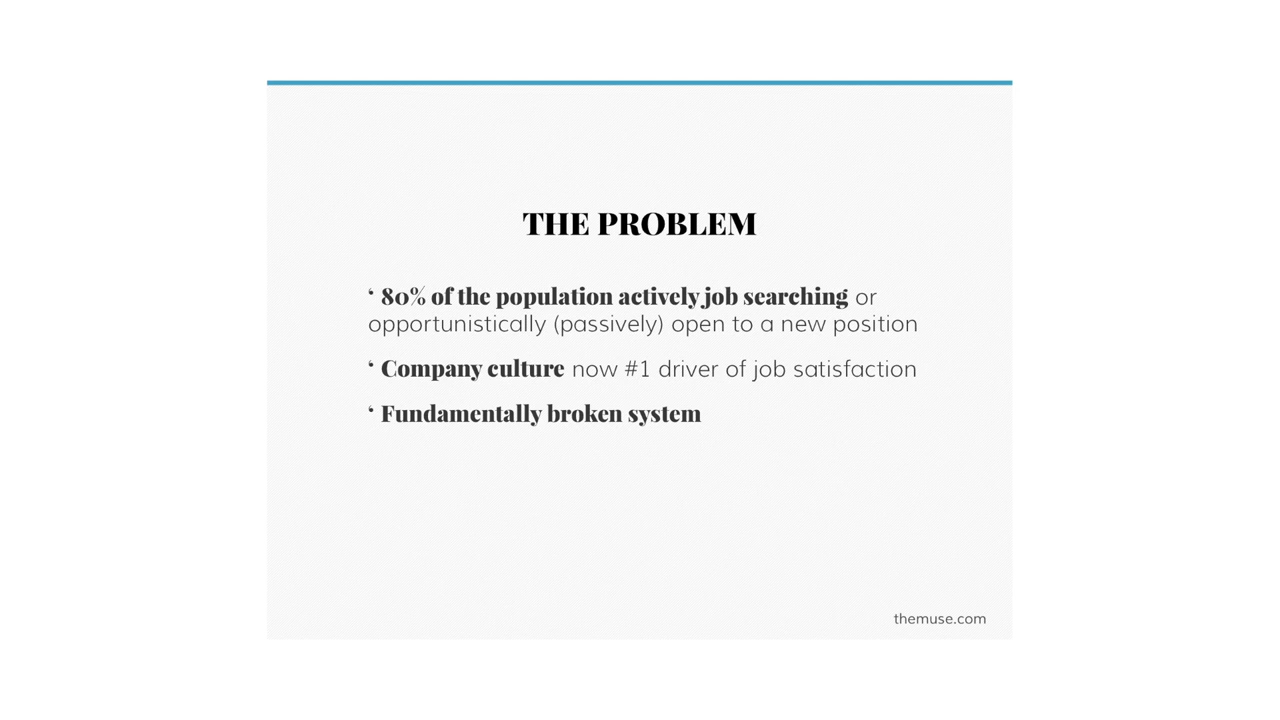 THE PROBLEM
‘ 80% of the population actively job searching or
opportunistically (passively) open to a new position
‘ Company culture now #1 driver of job satisfaction
‘ Fundamentally broken system
themuse.com